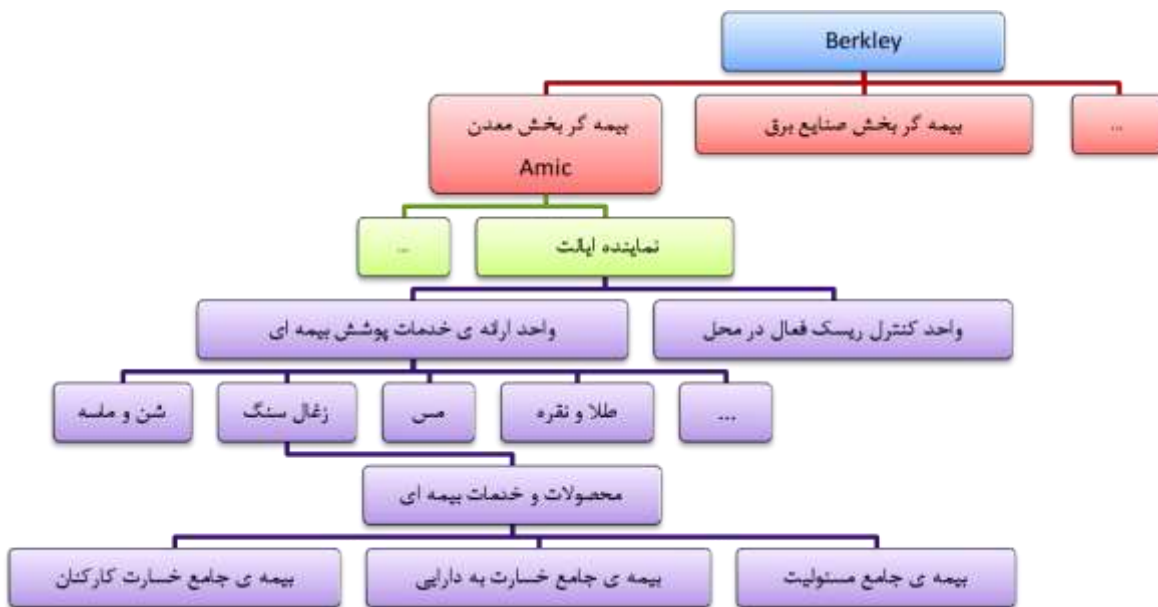 Berkley
...
بیمه گر بخش صنایع برق
بیمه گر بخش معدن
Amic
نماینده ایالت
...
واحد کنترل ریسک فعال در محل
واحد ارائه ی خدمات پوشش بیمه ای
...
طلا و نقره
مس
زغال سنگ
شن و ماسه
محصولات و خدمات بیمه ای
بیمه ی جامع مسئولیت
بیمه ی جامع خسارت به دارایی
بیمه ی جامع خسارت کارکنان